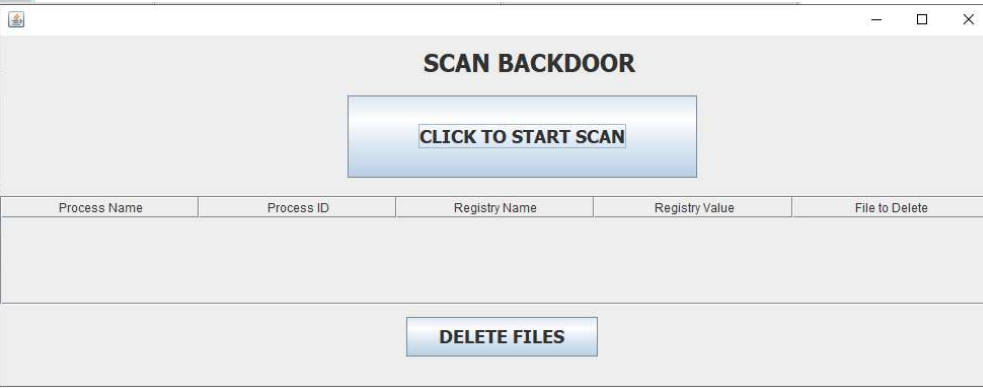 SCAN BACKDOOR
CLICK TO START SCAN
Process Name Process ID Registry Name Registry Value File to Delete
DELETE FILES